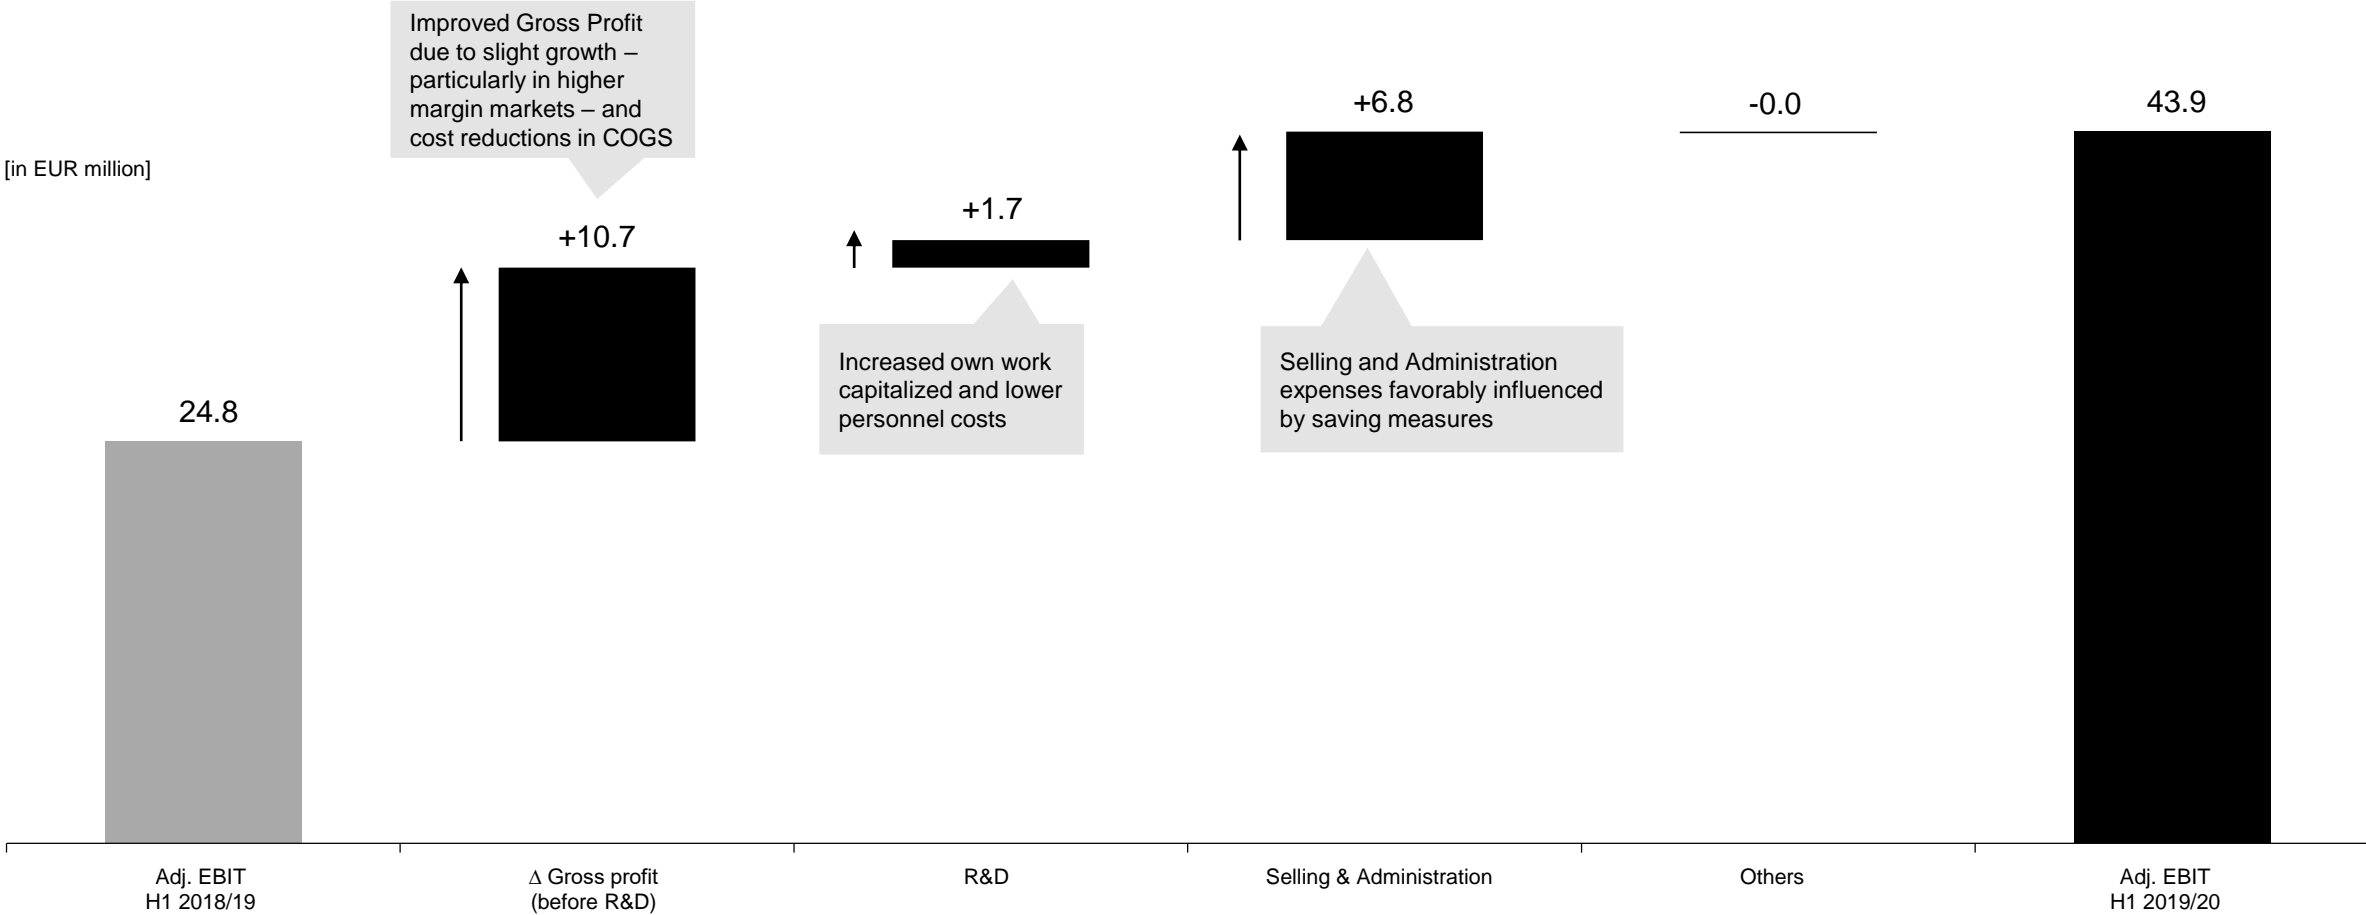 Improved Gross Profit
due to slight growth –
particularly in higher
margin markets – and
cost reductions in COGS
[in EUR million]
24.8
+10.7
+1.7
+6.8
-0.0
43.9
Increased own work
capitalized and lower
personnel costs
Selling and Administration
expenses favorably influenced
by saving measures
Adj. EBIT
H1 2018/19
Δ Gross profit
(before R&D)
R&D
Selling & Administration
Others
Adj. EBIT
H1 2019/20